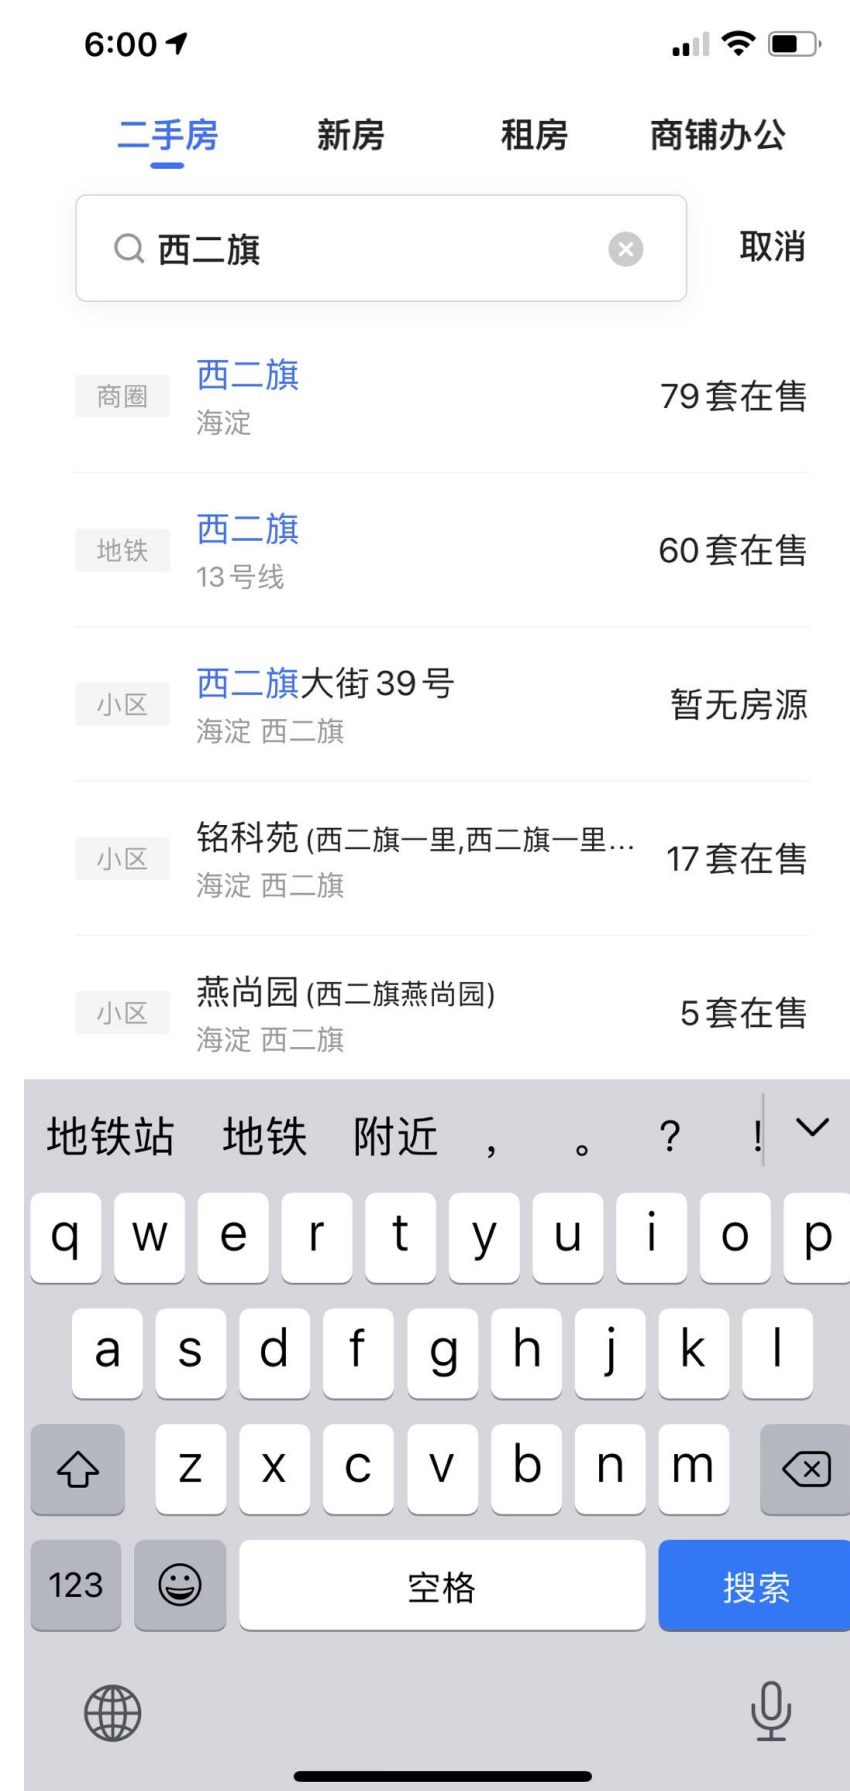 6:00
二手房 新房 租房 商铺办公
西二旗 取消
商圈 西二旗 79套在售
海淀
地铁 西二旗 60套在售
13号线
小区 西二旗大街39号 暂无房源
海淀 西二旗
小区 铭科苑(西二旗一里,西二旗一里... 17套在售
海淀 西二旗
小区 燕尚园(西二旗燕尚园) 5套在售
海淀 西二旗
地铁站 地铁 附近 , 。 ? !
q w e r t y u i o p
a s d f g h j k l
z x c v b n m
123 空格 搜索